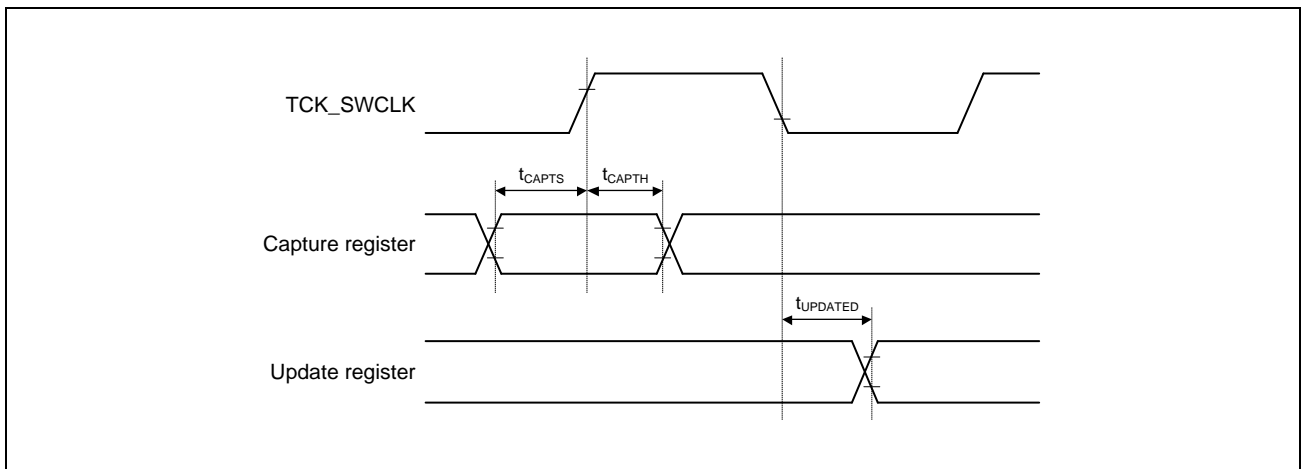 TCK_SWCLK
tCAPTS
tCAPTH
Capture register
tUPDATED
Update register